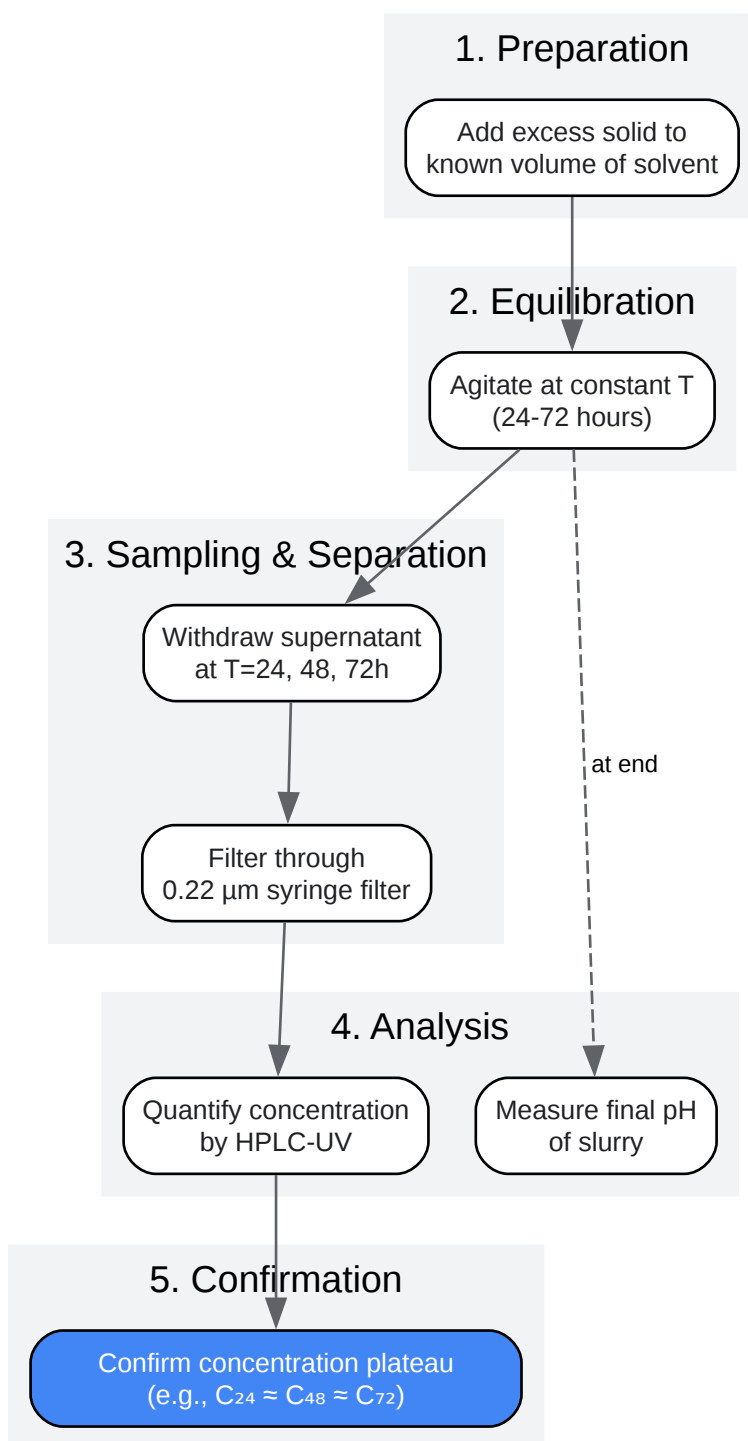 1. Preparation
Add excess solid to
known volume of solvent
2. Equilibration
Agitate at constant T
(24-72 hours)
3. Sampling & Separation
Withdraw supernatant
at T=24, 48, 72h
at end
Filter through
0.22 µm syringe filter
4. Analysis
Quantify concentration
by HPLC-UV
Measure final pH
of slurry
5. Confirmation
Confirm concentration plateau
(e.g., C₂₄ ≈ C₄₈ ≈ C₇₂)